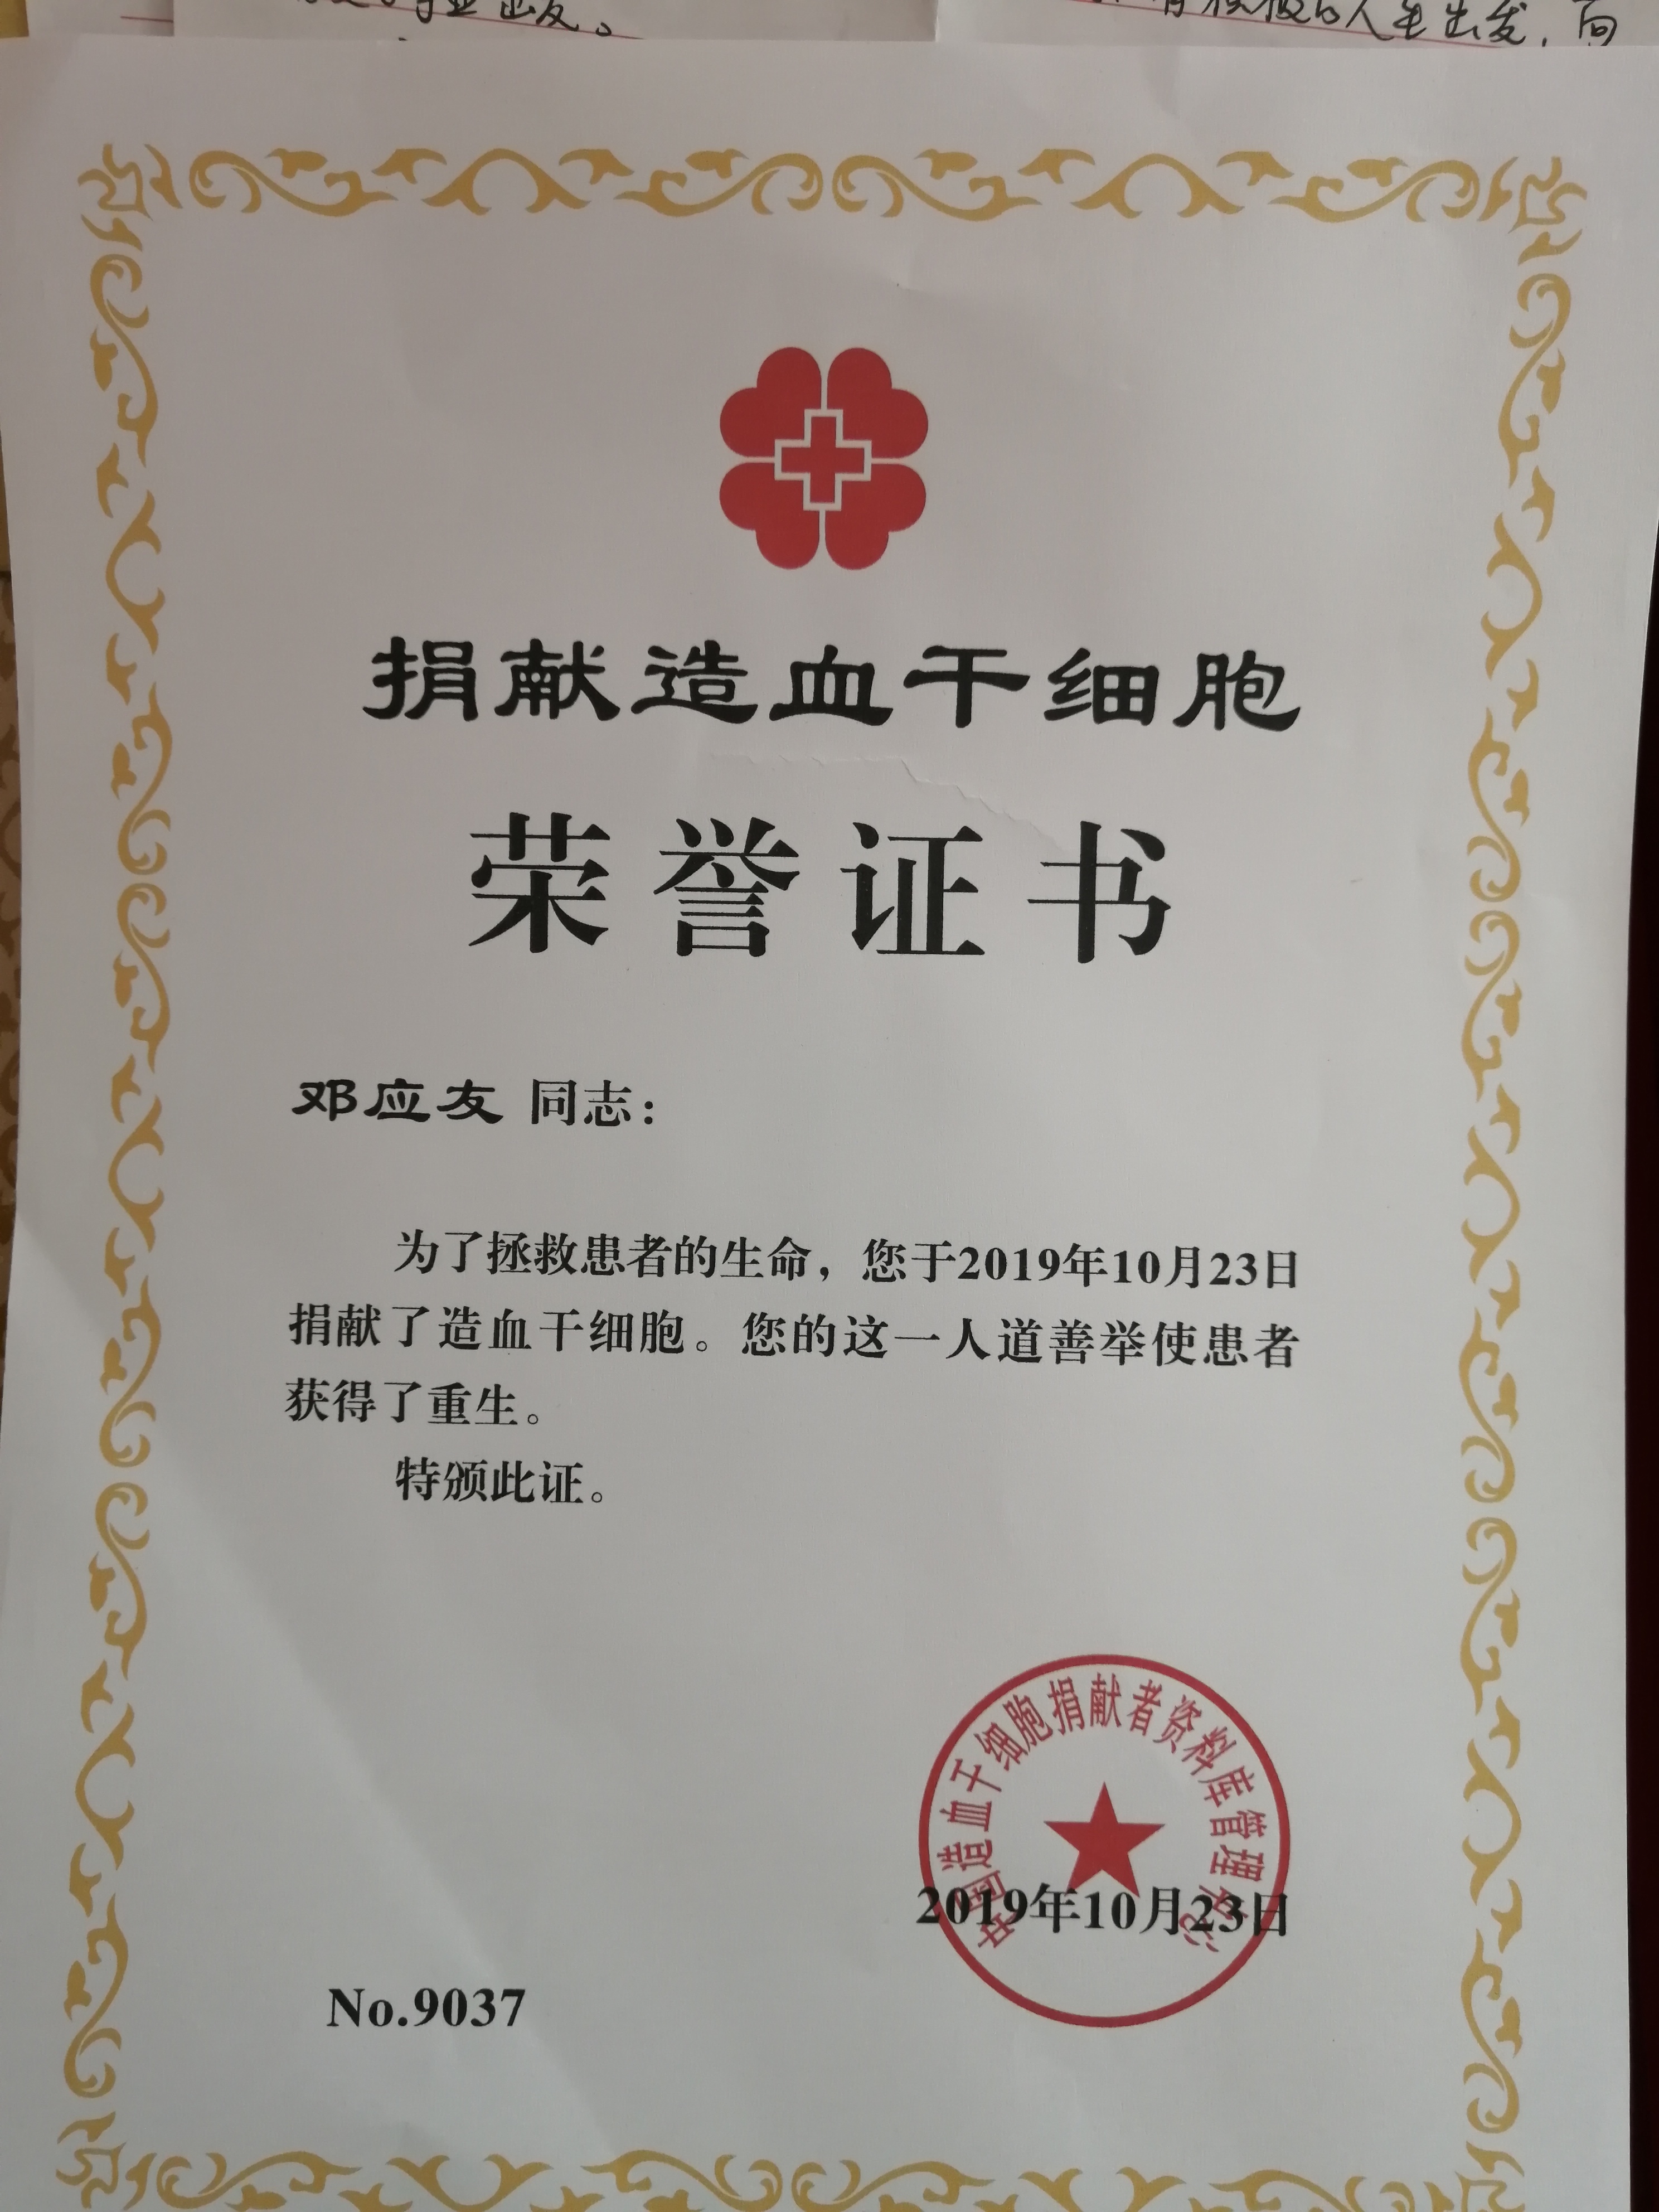 人生出发，向
捐献造血干细胞
荣誉证书
邓应友 同志：
为了拯救患者的生命，您于2019年10月23日
捐献了造血干细胞。您的这一人道善举使患者
获得了重生。
特颁此证。
中国造血干细胞捐献者资料库管理中心
2019年10月23日
No.9037